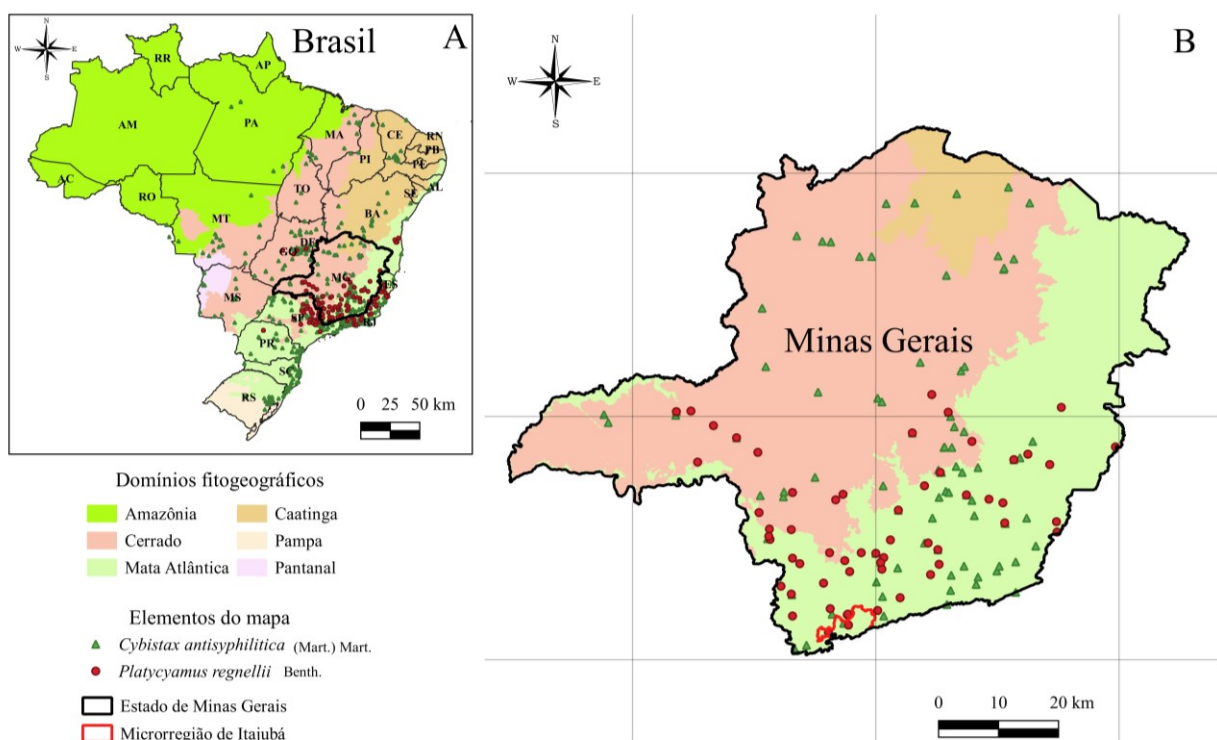 Brasil
A
N
W
E
S
RR
AP
AM
PA
AC
RO
MT
MA
CE
RN
PB
PE
PI
TO
SE
AL
BA
DF
GO
MG
ES
MS
SP
RJ
PR
SC
RS
0 25 50 km
B
N
W
E
S
Minas Gerais
0 10 20 km
Domínios fitogeográficos
Amazônia
Caatinga
Cerrado
Pampa
Mata Atlântica
Pantanal
Elementos do mapa
Cybistax antisyphilitica (Mart.) Mart.
Platycyamus regnellii Benth.
Estado de Minas Gerais
Microrregião de Itajubá